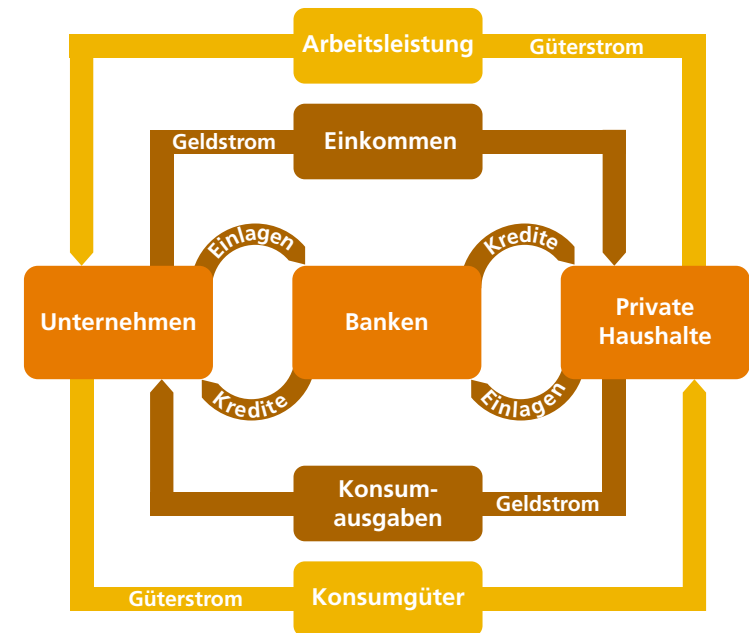 Arbeitsleistung
Güterstrom
Geldstrom
Einkommen
Einlagen
Kredite
Unternehmen
Banken
Private
Haushalte
Kredite
Einlagen
Konsum-
ausgaben
Geldstrom
Güterstrom
Konsumgüter